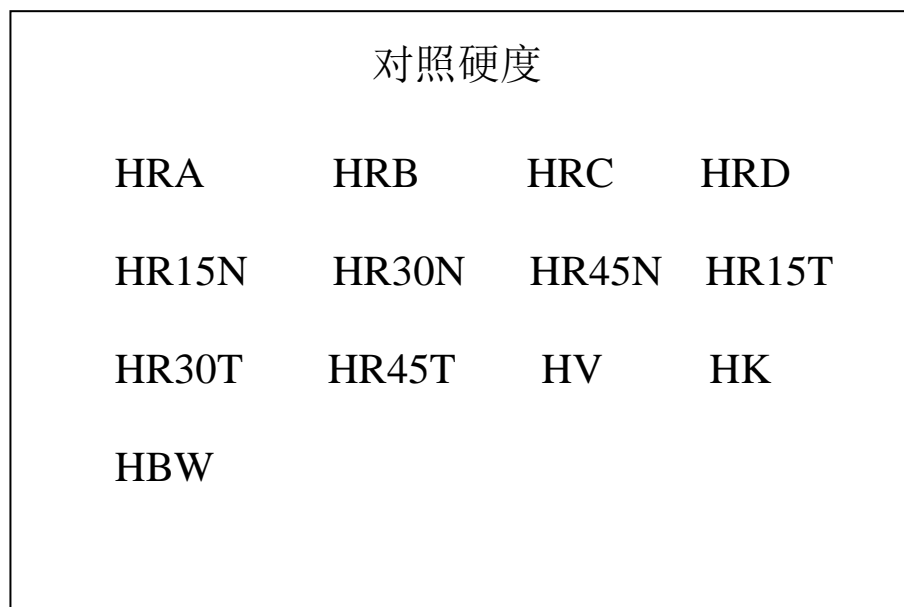 对照硬度
HRA HRB HRC HRD
HR15N HR30N HR45N HR15T
HR30T HR45T HV HK
HBW